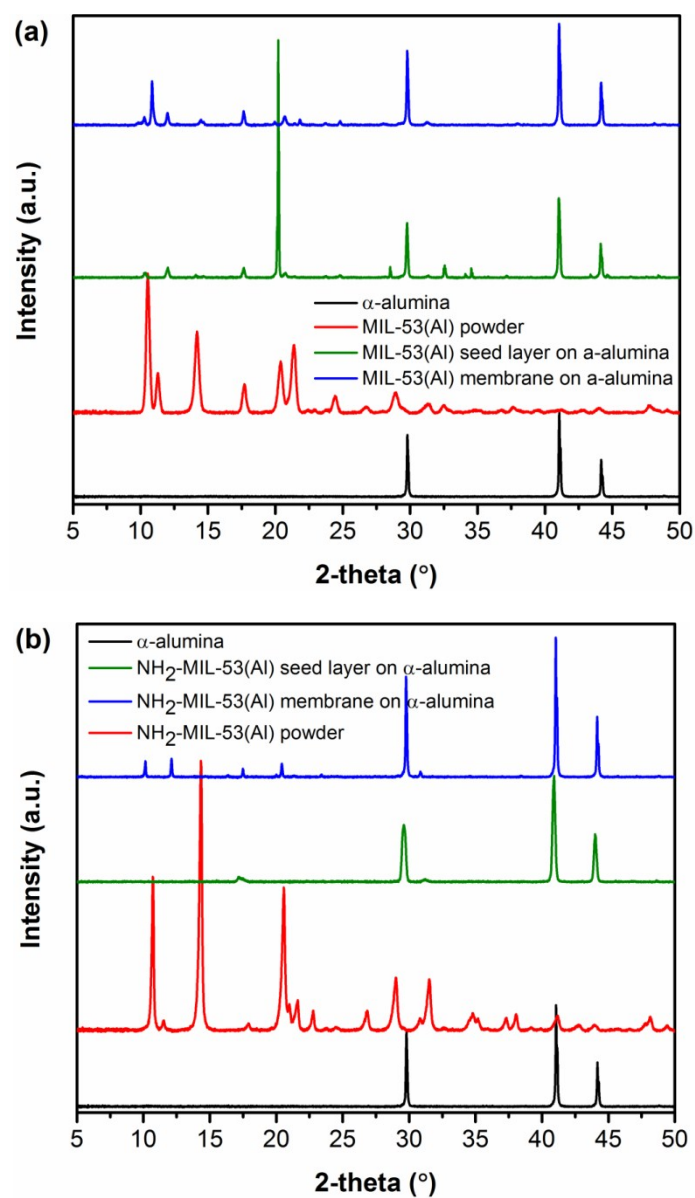 (a)
Intensity (a.u.)
α-alumina
MIL-53(Al) powder
MIL-53(Al) seed layer on a-alumina
MIL-53(Al) membrane on a-alumina
5 10 15 20 25 30 35 40 45 50
2-theta (°)
(b)
Intensity (a.u.)
α-alumina
NH2-MIL-53(Al) seed layer on α-alumina
NH2-MIL-53(Al) membrane on α-alumina
NH2-MIL-53(Al) powder
5 10 15 20 25 30 35 40 45 50
2-theta (°)